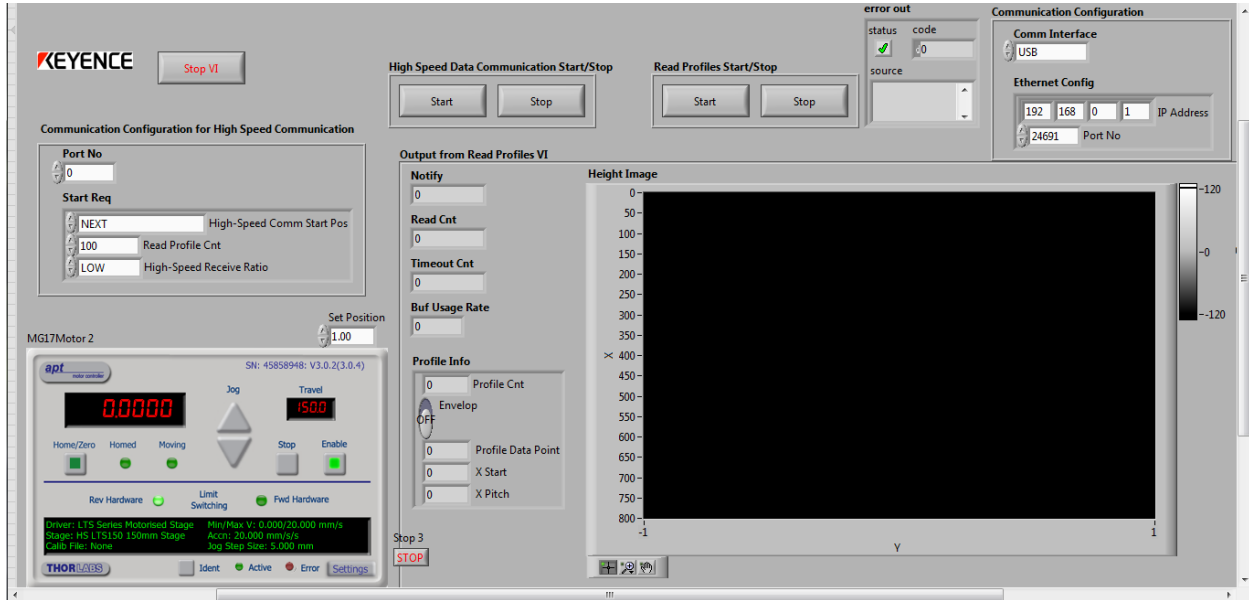 KEYENCE
Stop VI
High Speed Data Communication Start/Stop
Start
Stop
Read Profiles Start/Stop
Start
Stop
error out
status
code
0
source
Communication Configuration
Comm Interface
USB
Ethernet Config
192
168
0
1
IP Address
24691
Port No
Communication Configuration for High Speed Communication
Port No
0
Start Req
NEXT
High-Speed Comm Start Pos
100
Read Profile Cnt
LOW
High-Speed Receive Ratio
Set Position
1.00
MG17Motor 2
apt
SN: 45858948: V3.0.2(3.0.4)
0.0000
Jog
Travel
150.0
Home/Zero
Homed
Moving
Stop
Enable
Rev Hardware
Limit
Switching
Fwd Hardware
Driver: LTS Series Motorised Stage
Min/Max V: 0.000/20.000 mm/s
Stage: HS LTS150 150mm Stage
Accn: 20.000 mm/s/s
Calib File: None
Jog Step Size: 5.000 mm
THORLABS
Ident
Active
Error
Settings
Output from Read Profiles VI
Notify
0
Read Cnt
0
Timeout Cnt
0
Buf Usage Rate
0
Profile Info
0
Profile Cnt
Envelop
OFF
0
Profile Data Point
0
X Start
0
X Pitch
Stop 3
STOP
Height Image
0
50
100
150
200
250
300
350
400
450
500
550
600
650
700
750
800
X
-1
1
Y
120
0
-120